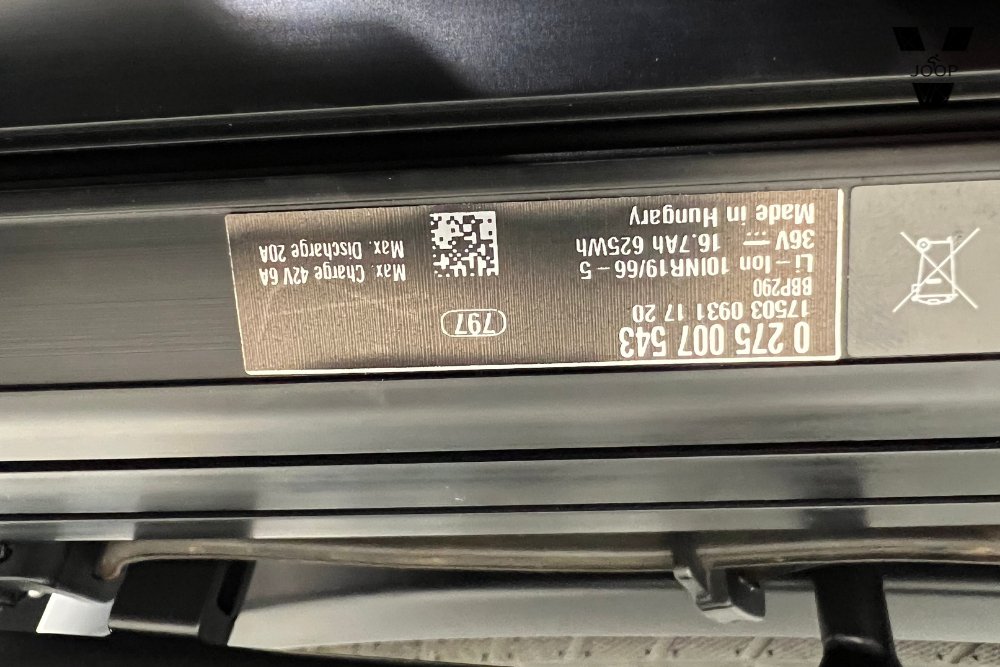 0 275 007 543
17503 0931 17 20
BBP290
Li-Ion 10INR19/66-5
36V ⎓ 16.7Ah 625Wh
Made in Hungary
797
Max. Charge 42V 6A
Max. Discharge 20A
JOOP